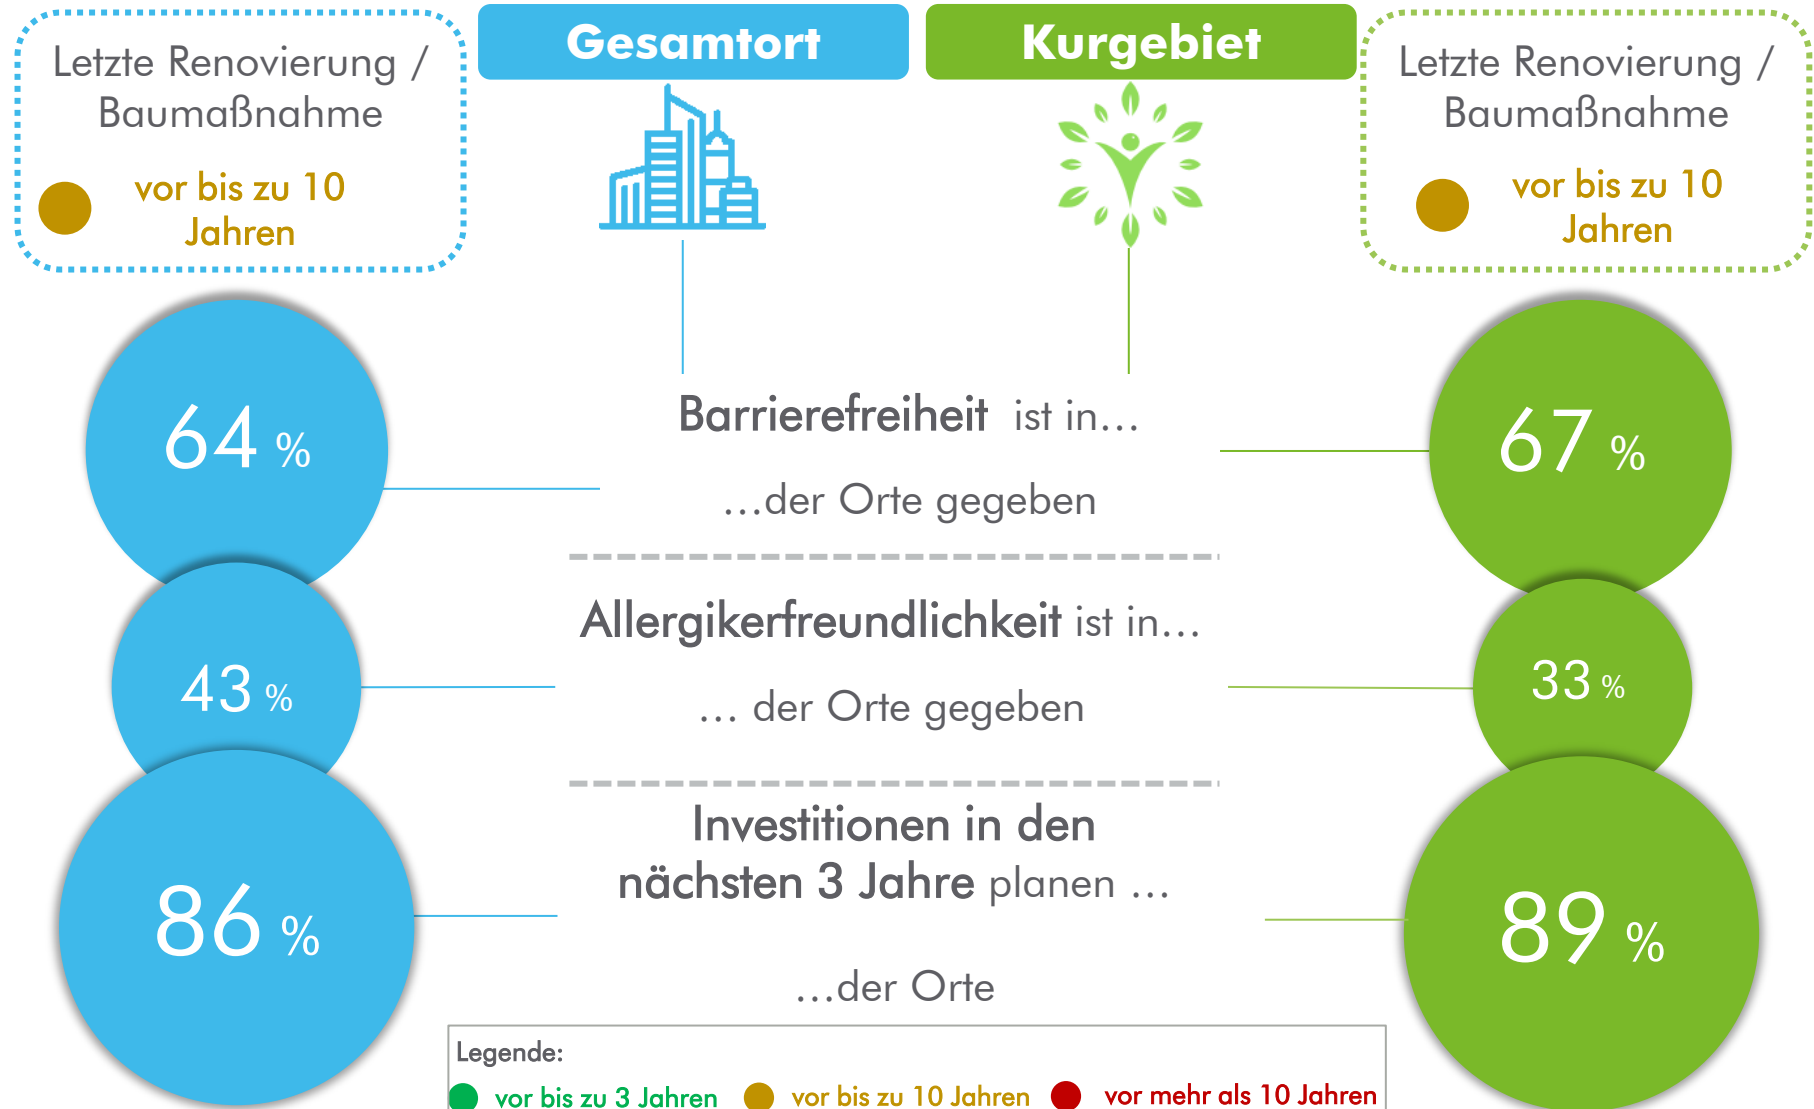 Gesamtort
Kurgebiet
Letzte Renovierung /
Baumaßnahme
vor bis zu 10
Jahren
Letzte Renovierung /
Baumaßnahme
vor bis zu 10
Jahren
64 %
Barrierefreiheit ist in...
...der Orte gegeben
67 %
43 %
Allergikerfreundlichkeit ist in...
... der Orte gegeben
33 %
86 %
Investitionen in den
nächsten 3 Jahre planen ...
...der Orte
89 %
Legende:
vor bis zu 3 Jahren
vor bis zu 10 Jahren
vor mehr als 10 Jahren